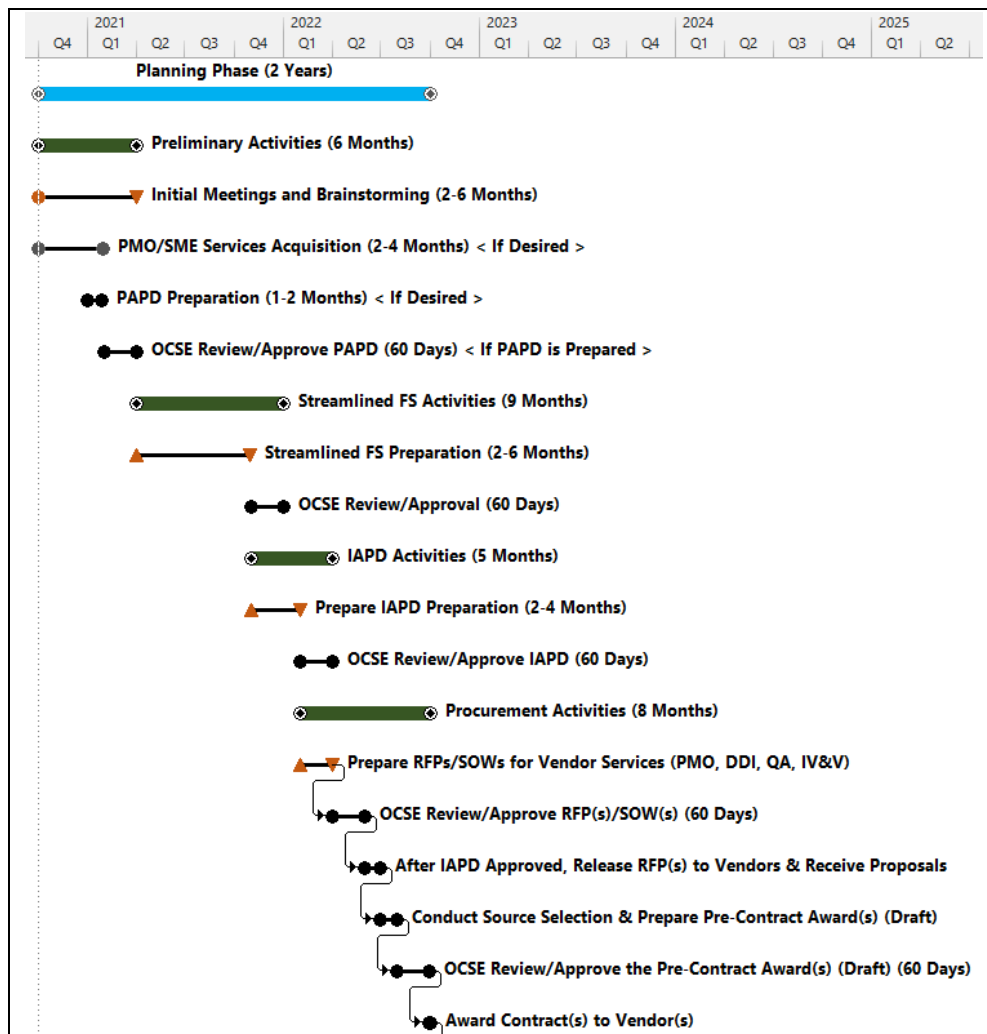 2021 2022 2023 2024 2025
Q4 Q1 Q2 Q3 Q4 Q1 Q2 Q3 Q4 Q1 Q2 Q3 Q4 Q1 Q2 Q3 Q4 Q1 Q2
Planning Phase (2 Years)
Preliminary Activities (6 Months)
Initial Meetings and Brainstorming (2-6 Months)
PMO/SME Services Acquisition (2-4 Months) < If Desired >
PAPD Preparation (1-2 Months) < If Desired >
OCSE Review/Approve PAPD (60 Days) < If PAPD is Prepared >
Streamlined FS Activities (9 Months)
Streamlined FS Preparation (2-6 Months)
OCSE Review/Approval (60 Days)
IAPD Activities (5 Months)
Prepare IAPD Preparation (2-4 Months)
OCSE Review/Approve IAPD (60 Days)
Procurement Activities (8 Months)
Prepare RFPs/SOWs for Vendor Services (PMO, DDI, QA, IV&V)
OCSE Review/Approve RFP(s)/SOW(s) (60 Days)
After IAPD Approved, Release RFP(s) to Vendors & Receive Proposals
Conduct Source Selection & Prepare Pre-Contract Award(s) (Draft)
OCSE Review/Approve the Pre-Contract Award(s) (Draft) (60 Days)
Award Contract(s) to Vendor(s)